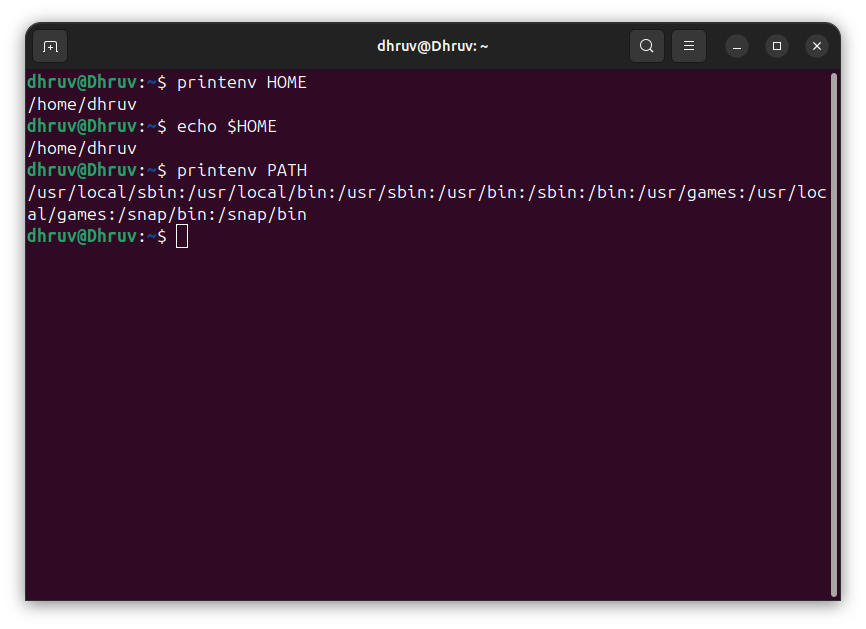 dhruv@Dhruv: ~
dhruv@Dhruv:~$ printenv HOME
/home/dhruv
dhruv@Dhruv:~$ echo $HOME
/home/dhruv
dhruv@Dhruv:~$ printenv PATH
/usr/local/sbin:/usr/local/bin:/usr/sbin:/usr/bin:/sbin:/bin:/usr/games:/usr/loc
al/games:/snap/bin:/snap/bin
dhruv@Dhruv:~$